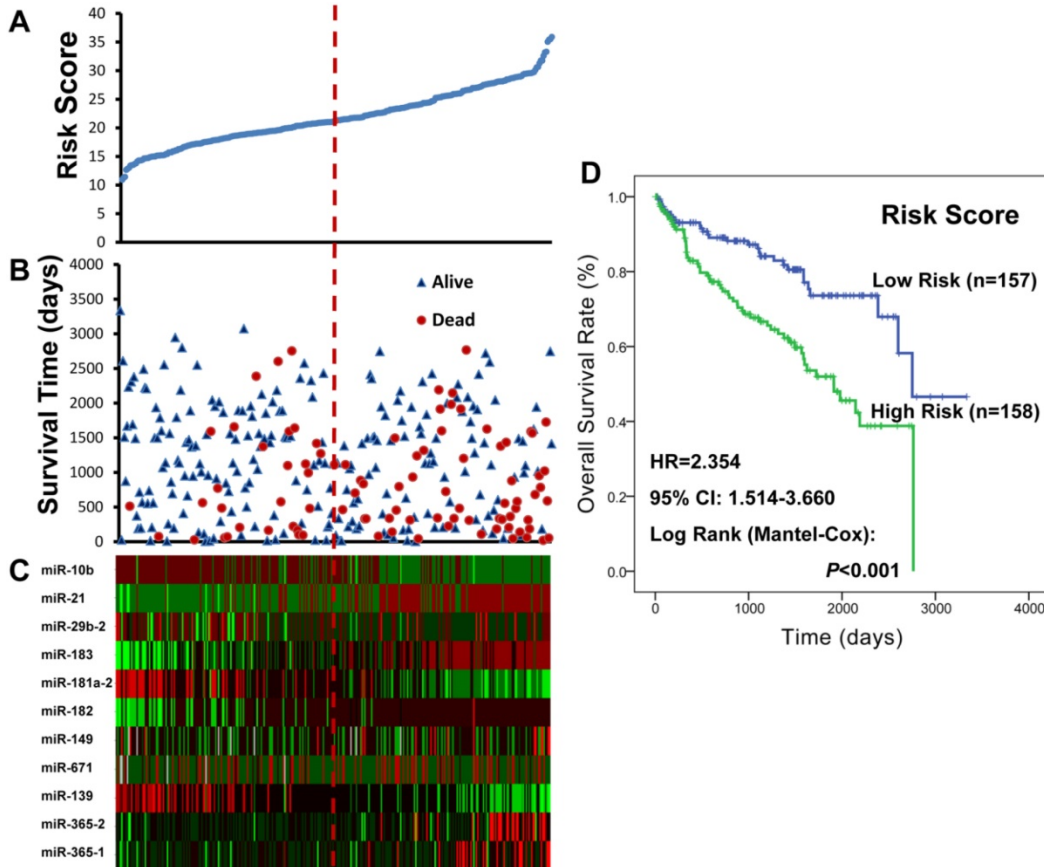 A
Risk Score
40
35
30
25
20
15
10
5
0
B
Survival Time (days)
4000
3500
3000
2500
2000
1500
1000
500
0
Alive
Dead
C
miR-10b
miR-21
miR-29b-2
miR-183
miR-181a-2
miR-182
miR-149
miR-671
miR-139
miR-365-2
miR-365-1
D
Overall Survival Rate (%)
1.0
0.8
0.6
0.4
0.2
0.0
Risk Score
Low Risk (n=157)
High Risk (n=158)
HR=2.354
95% CI: 1.514-3.660
Log Rank (Mantel-Cox):
P<0.001
0 1000 2000 3000 4000
Time (days)